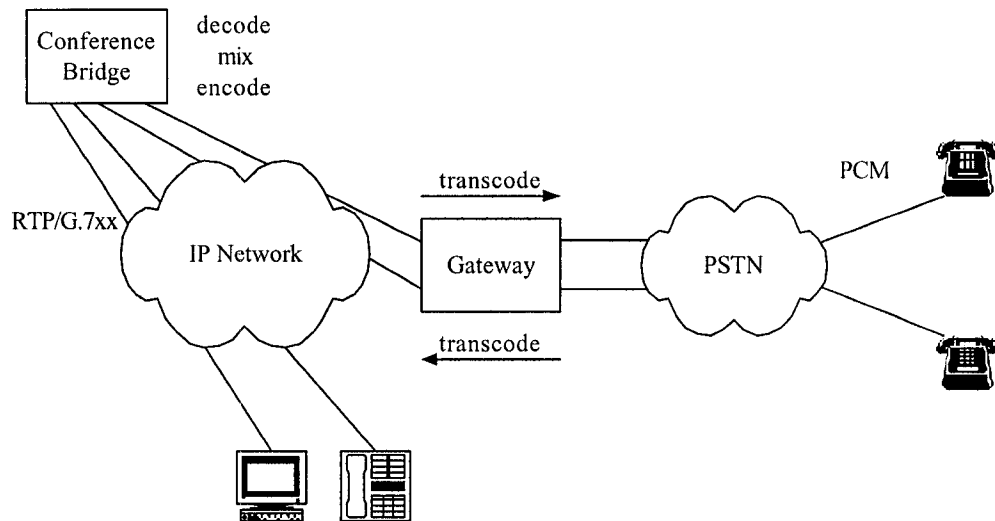 Conference
Bridge
decode
mix
encode
transcode
PCM
RTP/G.7xx
IP Network
Gateway
PSTN
transcode